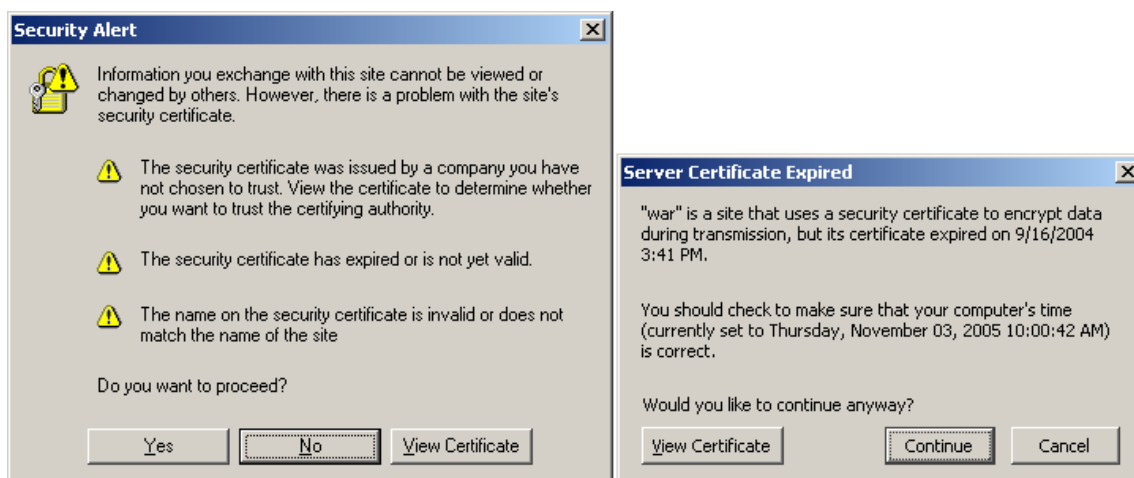 Security Alert
Information you exchange with this site cannot be viewed or
changed by others. However, there is a problem with the site's
security certificate.
The security certificate was issued by a company you have
not chosen to trust. View the certificate to determine whether
you want to trust the certifying authority.
The security certificate has expired or is not yet valid.
The name on the security certificate is invalid or does not
match the name of the site
Do you want to proceed?
Yes No View Certificate
Server Certificate Expired
"war" is a site that uses a security certificate to encrypt data
during transmission, but its certificate expired on 9/16/2004
3:41 PM.
You should check to make sure that your computer's time
(currently set to Thursday, November 03, 2005 10:00:42 AM)
is correct.
Would you like to continue anyway?
View Certificate Continue Cancel